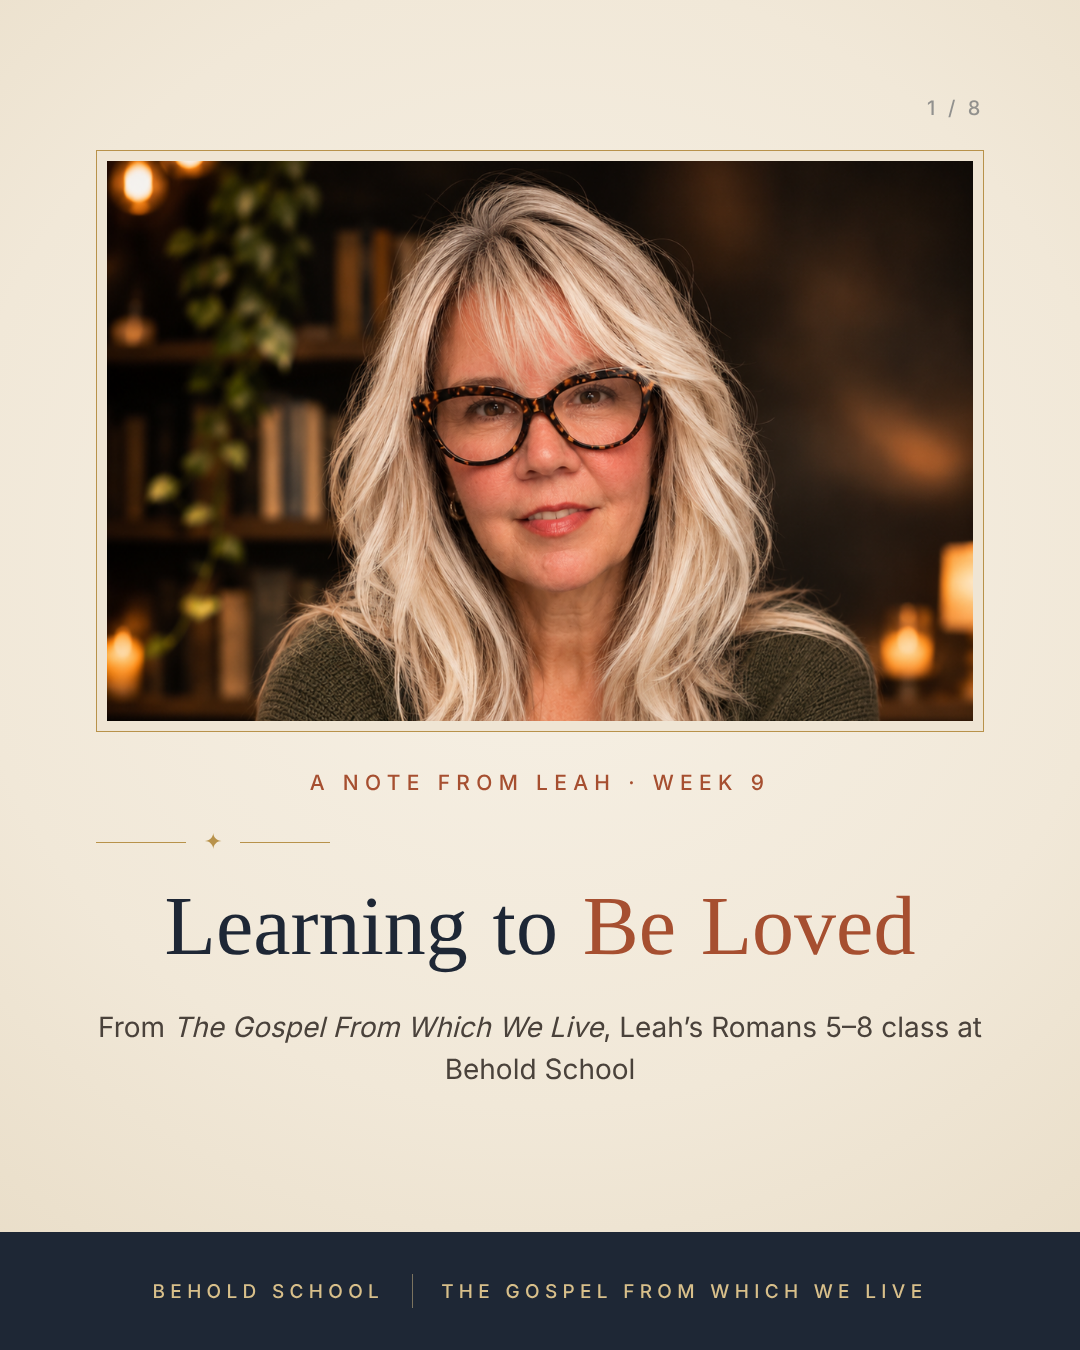 1 / 8
A NOTE FROM LEAH · WEEK 9
Learning to Be Loved
From The Gospel From Which We Live, Leah’s Romans 5–8 class at
Behold School
BEHOLD SCHOOL | THE GOSPEL FROM WHICH WE LIVE